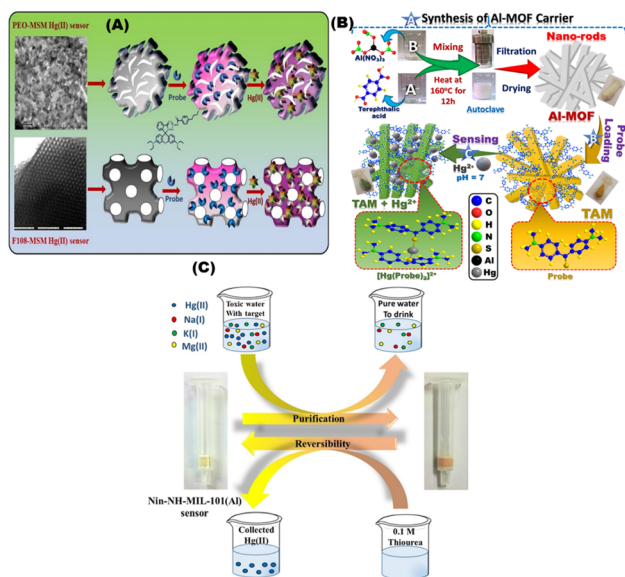 (A)
PEO-MSM Hg(II) sensor
Probe
Hg(II)
Probe
Hg(II)
F108-MSM Hg(II) sensor
(B)
A Synthesis of Al-MOF Carrier
B
Al(NO3)3
A
Terephthalic
acid
Mixing
Heat at
160°C for
12h
Autoclave
Filtration
Drying
Nano-rods
Al-MOF
Probe
Loading
B
Sensing
Hg2+
pH = 7
TAM + Hg2+
TAM
C
O
H
N
S
Al
Hg
[Hg(Probe)2]2+
Probe
(C)
Hg(II)
Na(I)
K(I)
Mg(II)
Toxic water
With target
Pure water
To drink
Purification
Reversibility
Nin-NH-MIL-101(Al)
sensor
Collected
Hg(II)
0.1 M
Thiourea